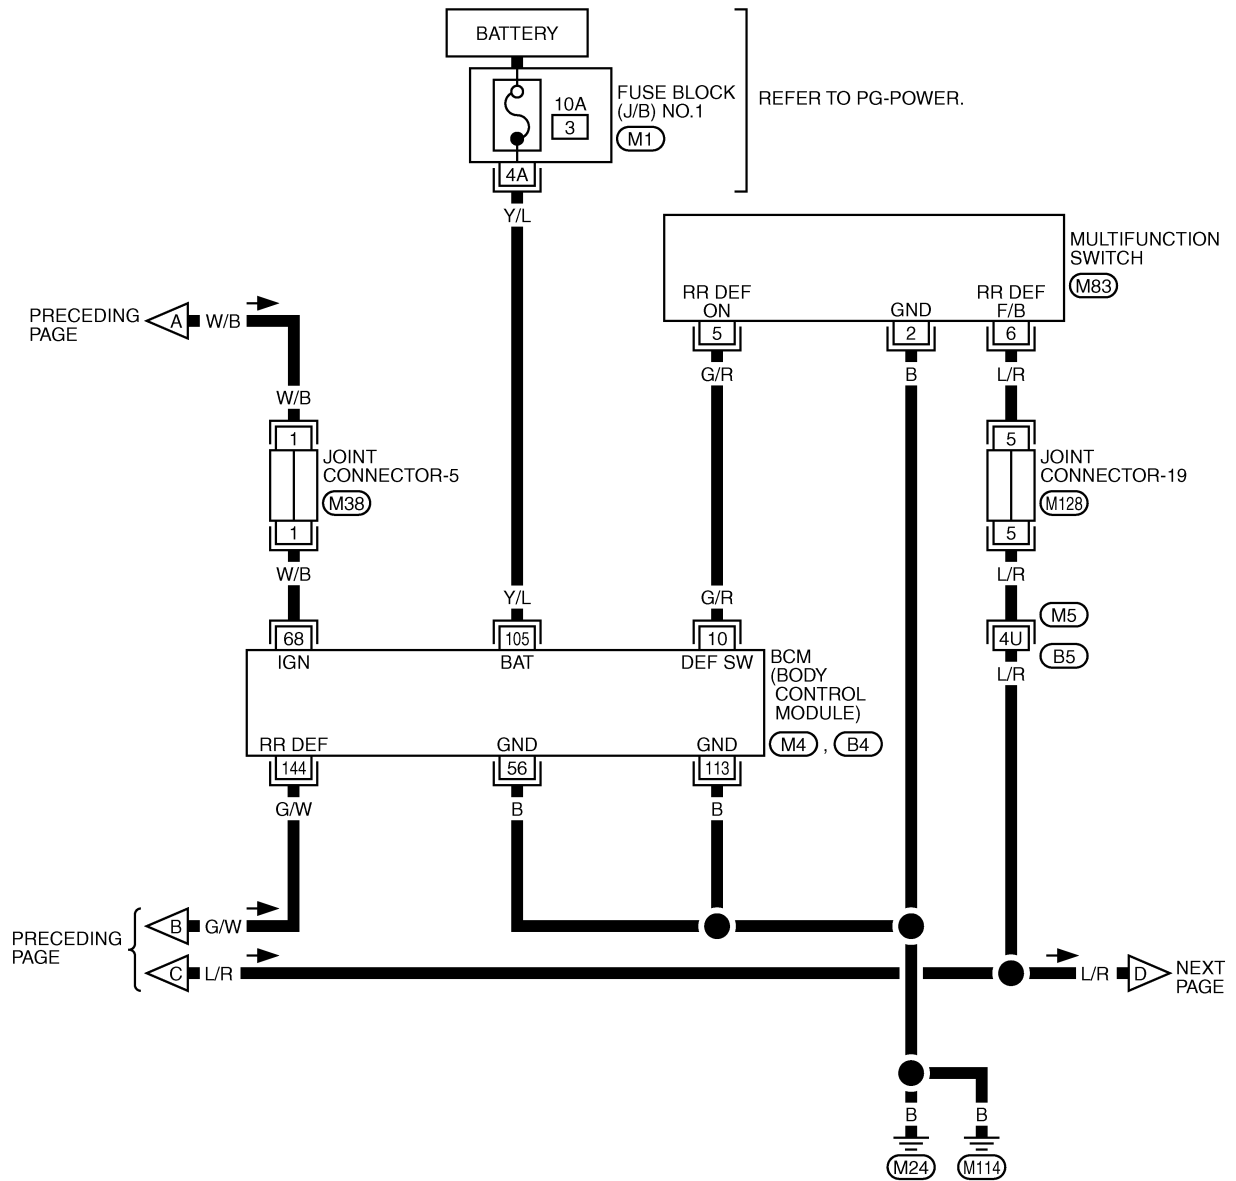 BATTERY
10A
3
FUSE BLOCK
(J/B) NO.1
M1
REFER TO PG-POWER.
4A
Y/L
MULTIFUNCTION
SWITCH
M83
RR DEF
ON
GND
RR DEF
F/B
5
2
6
G/R
B
L/R
PRECEDING
PAGE
A
W/B
W/B
1
JOINT
CONNECTOR-5
M38
1
W/B
5
JOINT
CONNECTOR-19
M128
5
L/R
Y/L
G/R
M5
4U
B5
L/R
68
105
10
IGN
BAT
DEF SW
BCM
(BODY
CONTROL
MODULE)
M4 , B4
RR DEF
GND
GND
144
56
113
G/W
B
B
PRECEDING
PAGE
B
G/W
C
L/R
L/R
D
NEXT
PAGE
B
B
M24
M114